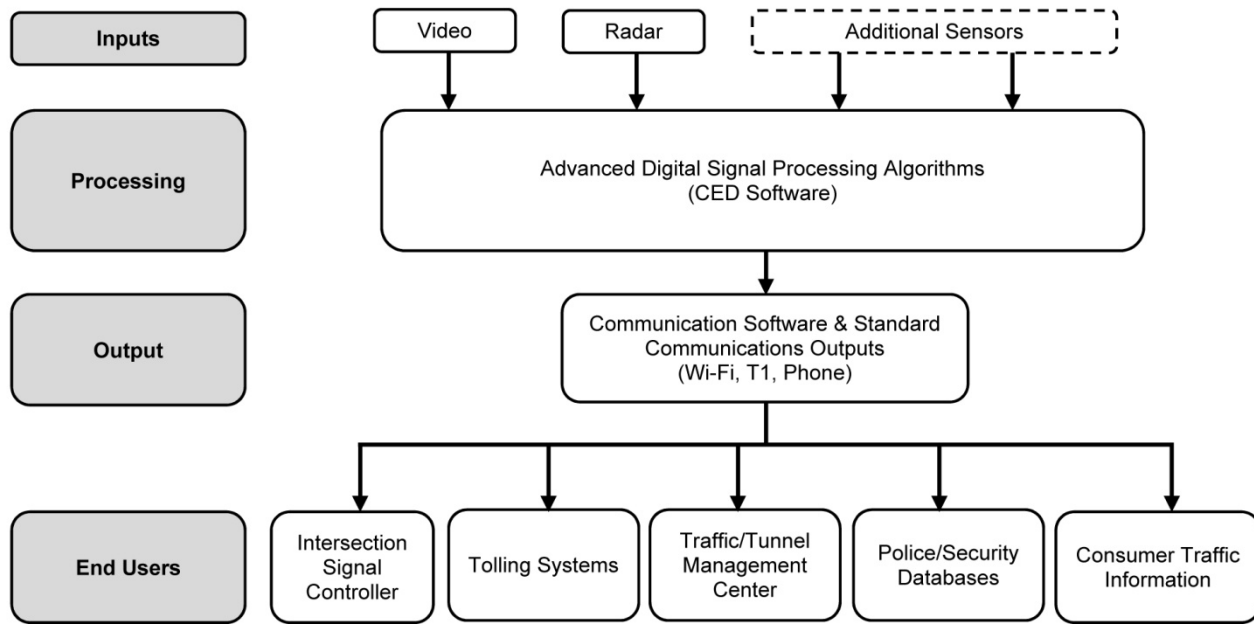 Inputs
Video
Radar
Additional Sensors
Processing
Advanced Digital Signal Processing Algorithms
(CED Software)
Output
Communication Software & Standard
Communications Outputs
(Wi-Fi, T1, Phone)
End Users
Intersection
Signal
Controller
Tolling Systems
Traffic/Tunnel
Management
Center
Police/Security
Databases
Consumer Traffic
Information